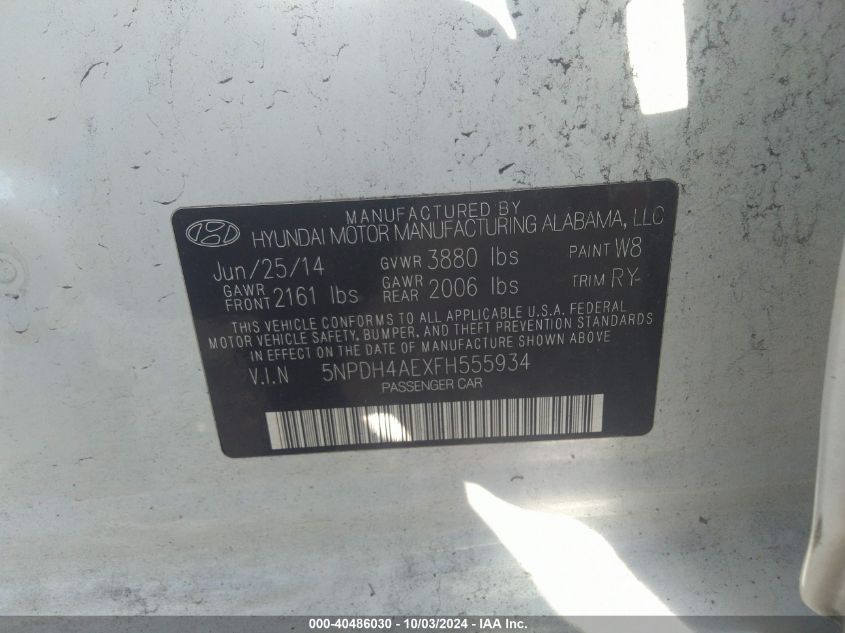 MANUFACTURED BY
HYUNDAI MOTOR MANUFACTURING ALABAMA, LLC
Jun/25/14 GVWR 3880 lbs PAINT W8
GAWR FRONT 2161 lbs GAWR REAR 2006 lbs TRIM RY-
THIS VEHICLE CONFORMS TO ALL APPLICABLE U.S.A. FEDERAL
MOTOR VEHICLE SAFETY, BUMPER, AND THEFT PREVENTION STANDARDS
IN EFFECT ON THE DATE OF MANUFACTURE SHOWN ABOVE
V.I.N 5NPDH4AEXFH555934
PASSENGER CAR
000-40486030 - 10/03/2024 - IAA Inc.